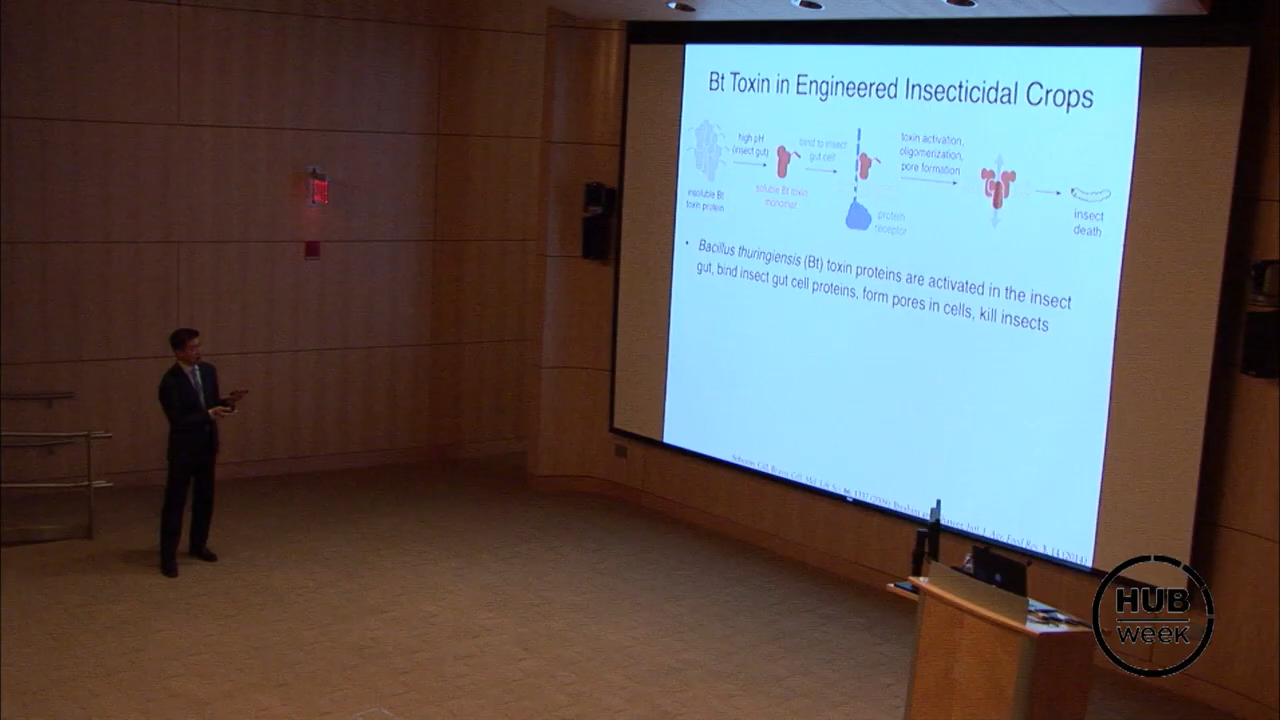 Bt Toxin in Engineered Insecticidal Crops
high pH
(insect gut)
bind to insect
gut cell
toxin activation,
oligomerization,
pore formation
insoluble Bt
toxin protein
soluble Bt toxin
monomer
protein
receptor
insect
death
• Bacillus thuringiensis (Bt) toxin proteins are activated in the insect
gut, bind insect gut cell proteins, form pores in cells, kill insects
HUB
week